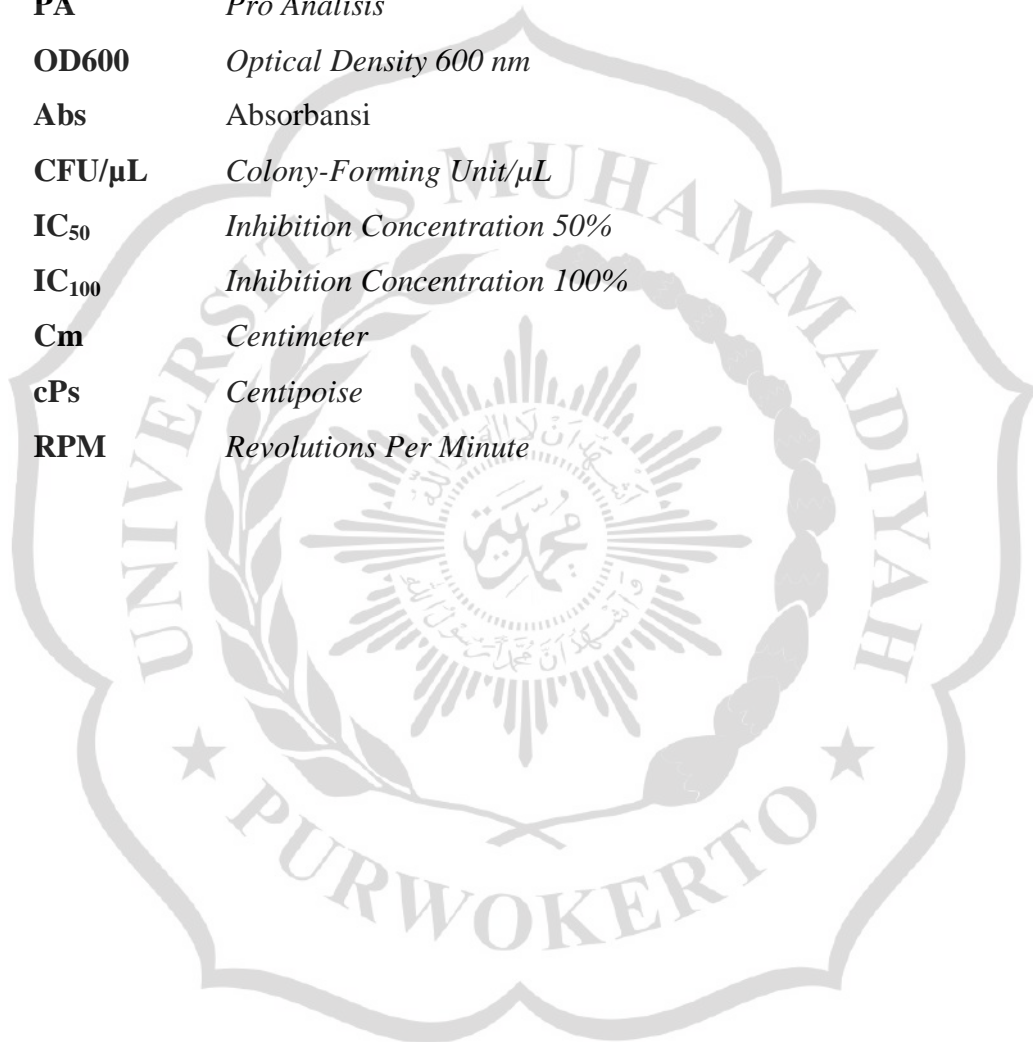 PA Pro Analisis
OD600 Optical Density 600 nm
Abs Absorbansi
CFU/µL Colony-Forming Unit/µL
IC₅₀ Inhibition Concentration 50%
IC₁₀₀ Inhibition Concentration 100%
Cm Centimeter
cPs Centipoise
RPM Revolutions Per Minute
UNIVERSITAS MUHAMMADIYAH
PURWOKERTO